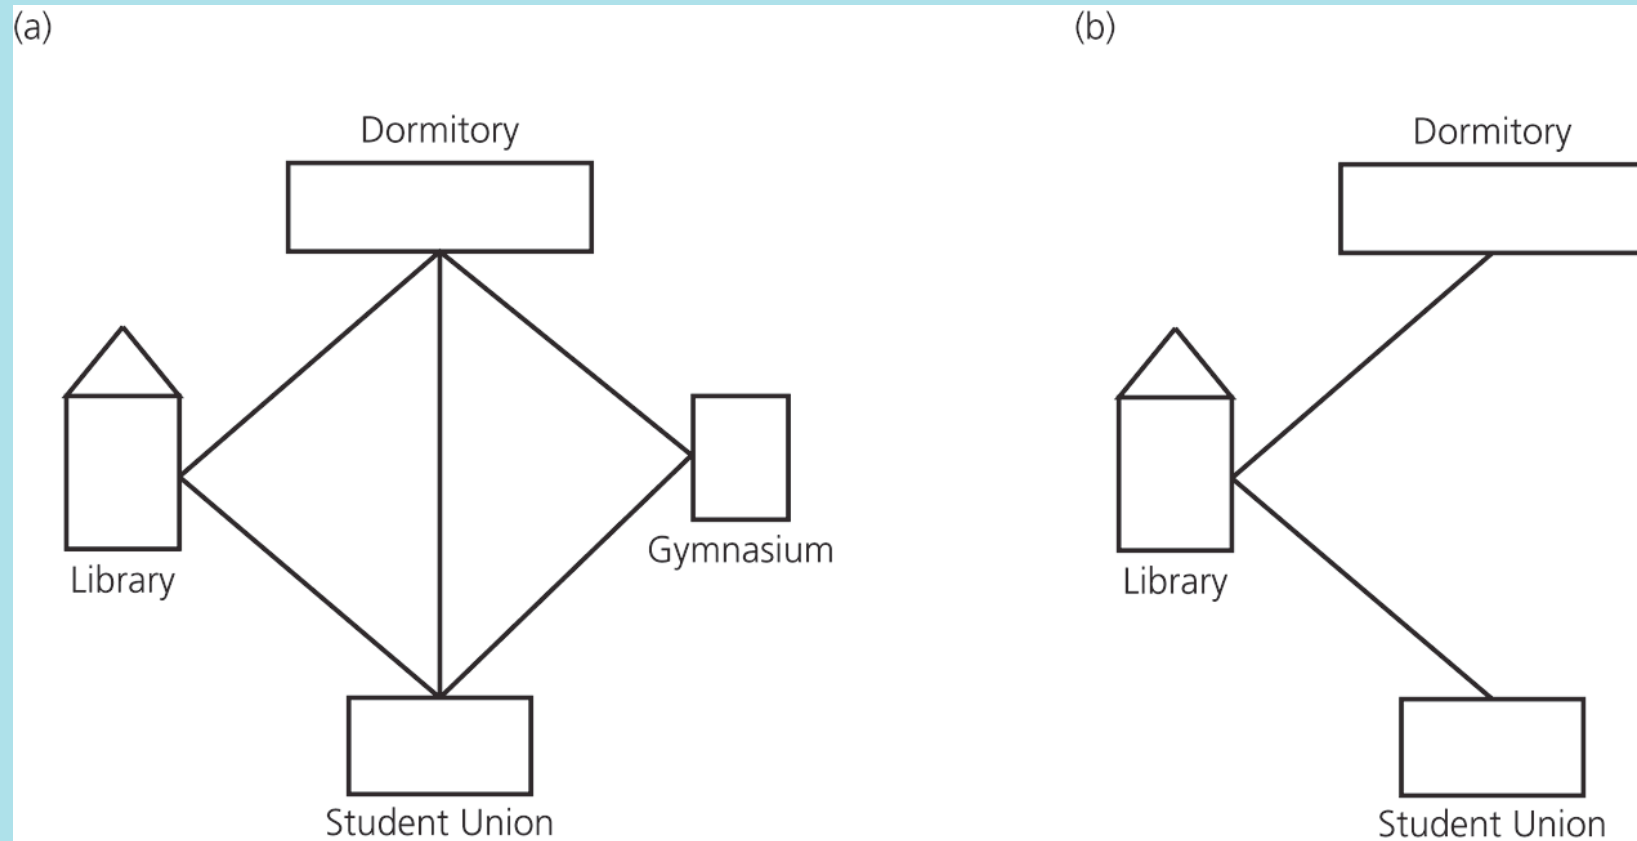 (a)
Dormitory
Library
Gymnasium
Student Union
(b)
Dormitory
Library
Student Union